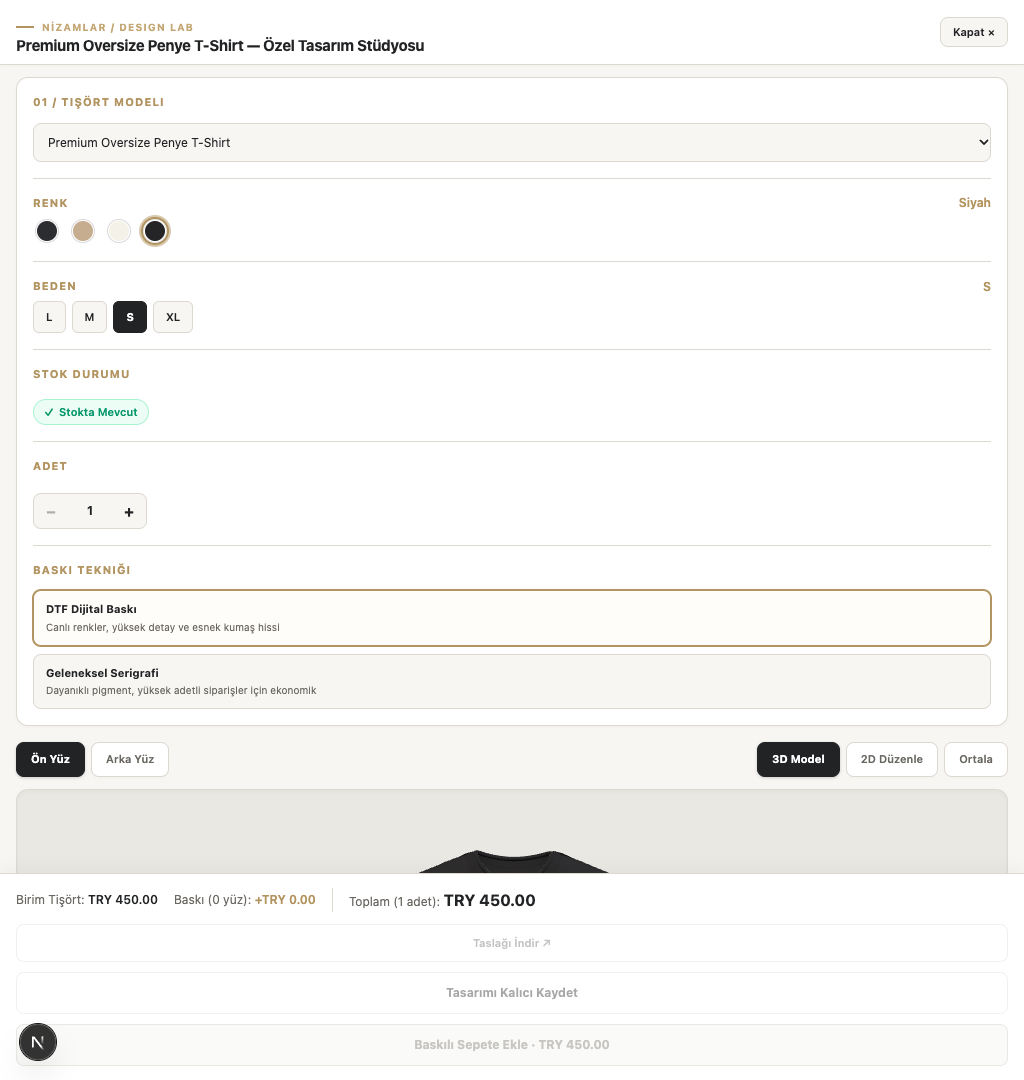 NİZAMLAR / DESIGN LAB
Premium Oversize Penye T-Shirt — Özel Tasarım Stüdyosu
Kapat ×
01 / TIŞÖRT MODELI
Premium Oversize Penye T-Shirt
RENK
Siyah
BEDEN
S
L M S XL
STOK DURUMU
✓ Stokta Mevcut
ADET
− 1 +
BASKI TEKNIĞI
DTF Dijital Baskı
Canlı renkler, yüksek detay ve esnek kumaş hissi
Geleneksel Serigrafi
Dayanıklı pigment, yüksek adetli siparişler için ekonomik
Ön Yüz Arka Yüz 3D Model 2D Düzenle Ortala
Birim Tişört: TRY 450.00 Baskı (0 yüz): +TRY 0.00 Toplam (1 adet): TRY 450.00
Taslağı İndir ↗
Tasarımı Kalıcı Kaydet
N
Baskılı Sepete Ekle · TRY 450.00